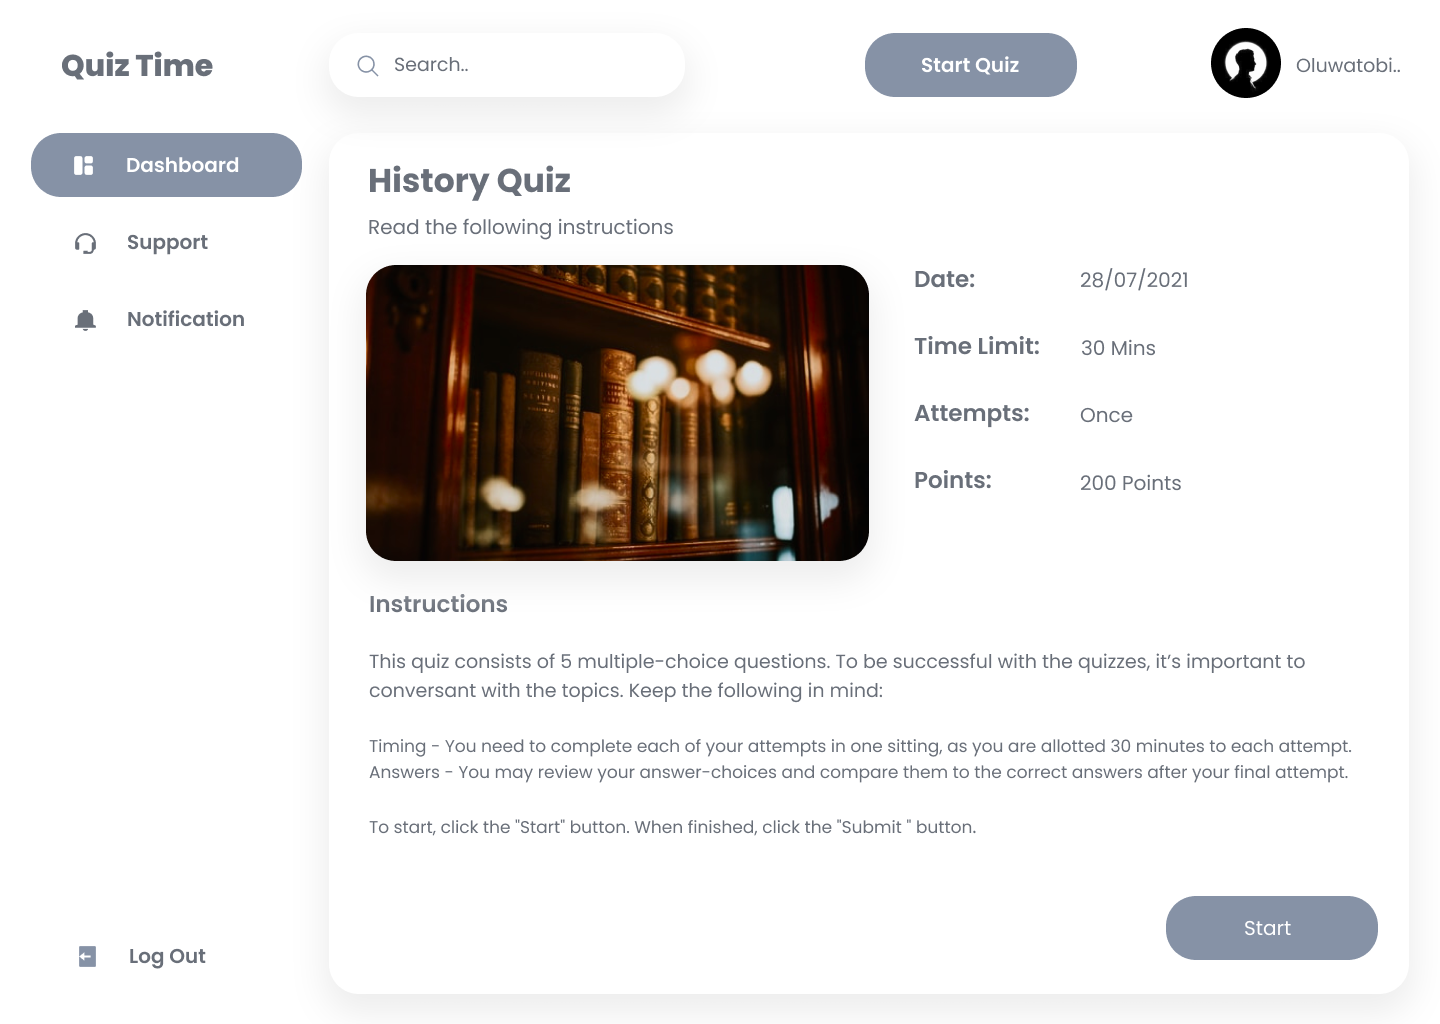 Quiz Time
Search..
Start Quiz
Oluwatobi..
Dashboard
Support
Notification
Log Out
History Quiz
Read the following instructions
Date: 28/07/2021
Time Limit: 30 Mins
Attempts: Once
Points: 200 Points
Instructions
This quiz consists of 5 multiple-choice questions. To be successful with the quizzes, it’s important to
conversant with the topics. Keep the following in mind:
Timing - You need to complete each of your attempts in one sitting, as you are allotted 30 minutes to each attempt.
Answers - You may review your answer-choices and compare them to the correct answers after your final attempt.
To start, click the "Start" button. When finished, click the "Submit " button.
Start